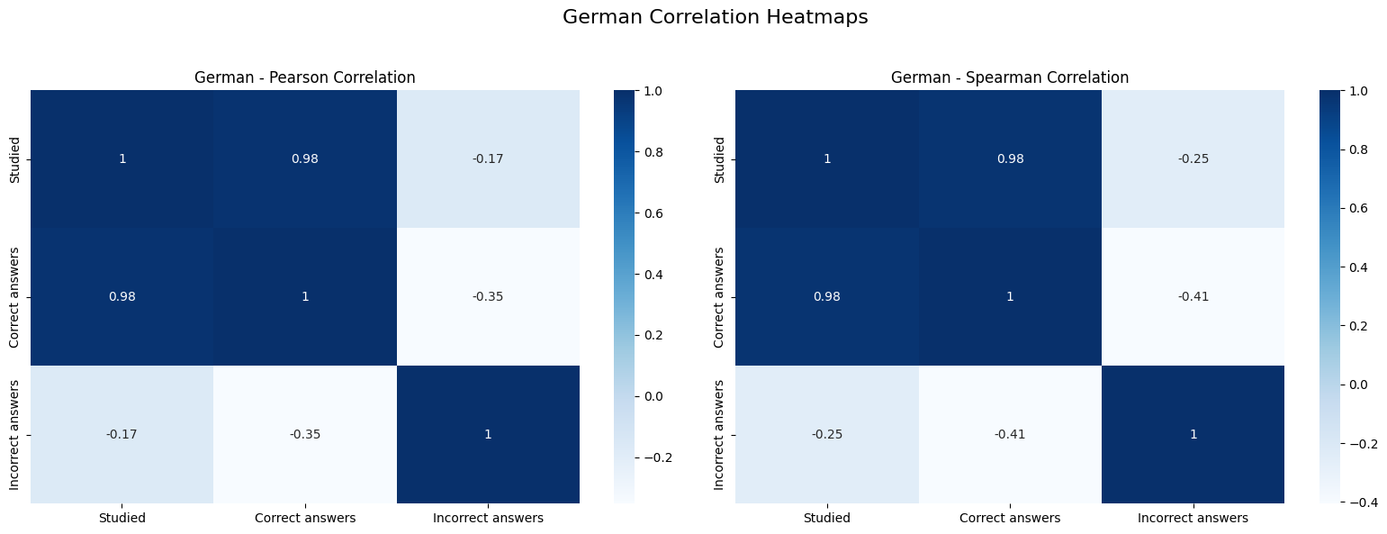 German Correlation Heatmaps
German - Pearson Correlation
Studied
Correct answers
Incorrect answers
1 0.98 -0.17
0.98 1 -0.35
-0.17 -0.35 1
Studied Correct answers Incorrect answers
1.0
0.8
0.6
0.4
0.2
0.0
−0.2
German - Spearman Correlation
Studied
Correct answers
Incorrect answers
1 0.98 -0.25
0.98 1 -0.41
-0.25 -0.41 1
Studied Correct answers Incorrect answers
1.0
0.8
0.6
0.4
0.2
0.0
−0.2
−0.4